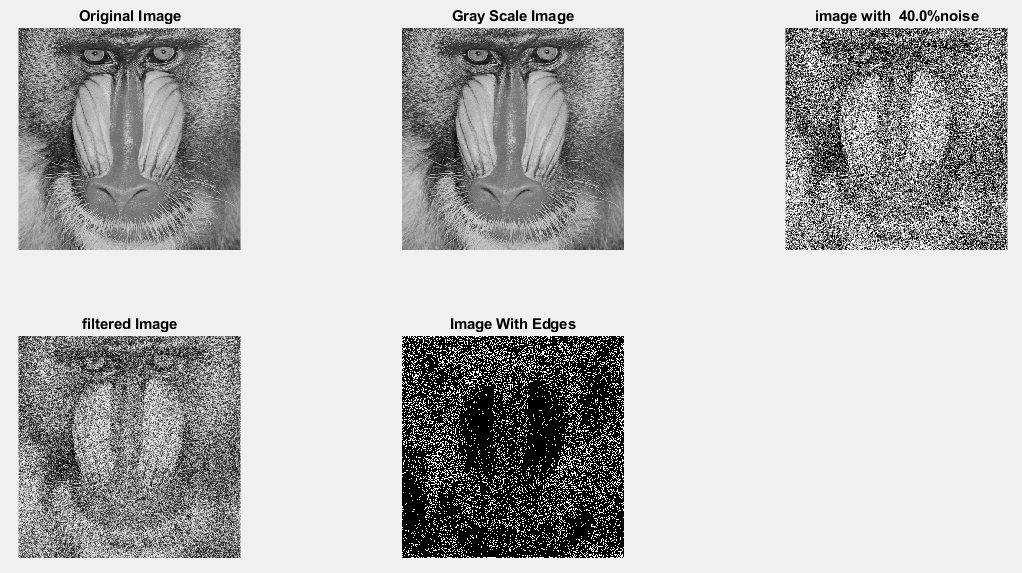 Original Image
Gray Scale Image
image with  40.0%noise
filtered Image
Image With Edges